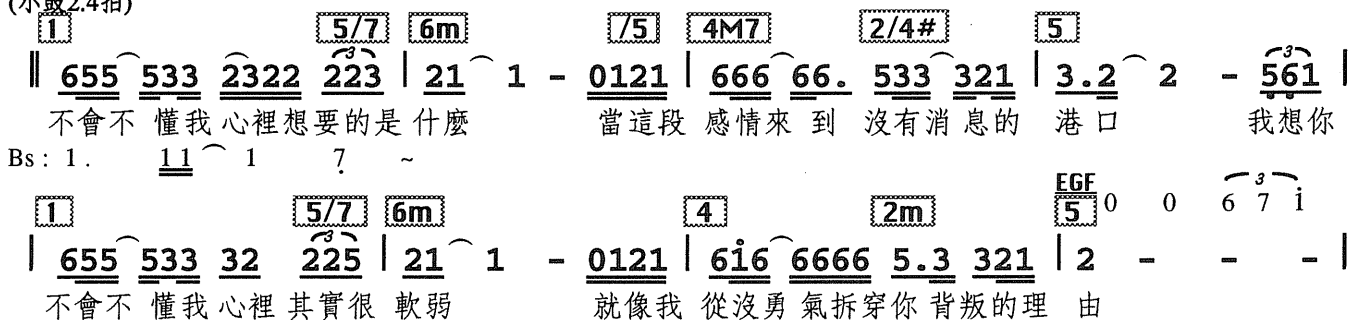 (小鼓2.4拍)
1 5/7 6m /5 4M7 2/4# 5
655 533 2322 223 | 21 1 - 0121 | 666 66. 533 321 | 3.2 2 - 561 |
不會不 懂我 心裡想要的是 什麼 當這段 感情來 到 沒有消 息的 港 口 我想你
Bs : 1 . 11 1 7 ~
EGF 0 0 6 7 i
1 5/7 6m 4 2m 5
| 655 533 32 225 | 21 1 - 0121 | 6i6 6666 5.3 321 | 2 - - - |
不會不 懂我 心裡 其實很 軟弱 就像我 從沒勇 氣拆穿你 背叛的理 由